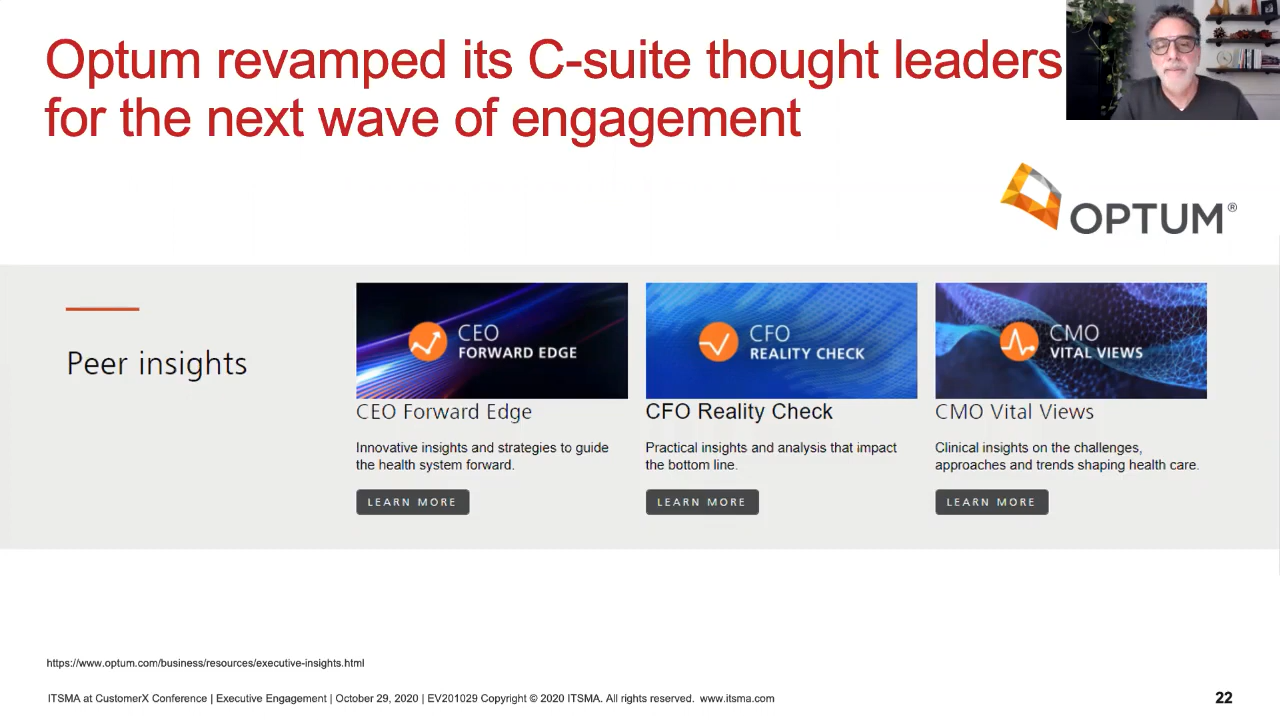 Optum revamped its C-suite thought leaders
for the next wave of engagement
OPTUM®
Peer insights
CEO
FORWARD EDGE
CEO Forward Edge
Innovative insights and strategies to guide
the health system forward.
LEARN MORE
CFO
REALITY CHECK
CFO Reality Check
Practical insights and analysis that impact
the bottom line.
LEARN MORE
CMO
VITAL VIEWS
CMO Vital Views
Clinical insights on the challenges,
approaches and trends shaping health care.
LEARN MORE
https://www.optum.com/business/resources/executive-insights.html
ITSMA at CustomerX Conference | Executive Engagement | October 29, 2020 | EV201029 Copyright © 2020 ITSMA. All rights reserved. www.itsma.com
22